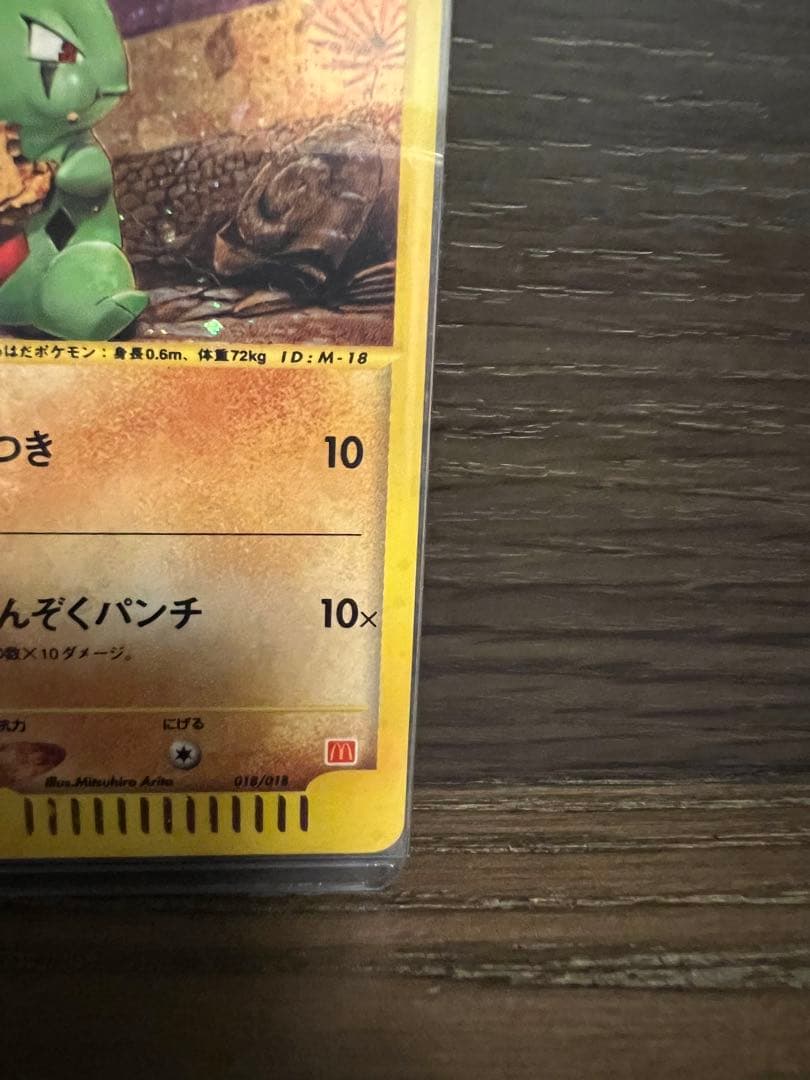 はだポケモン：身長0.6m、体重72kg ID:M-18
つき 10
んぞくパンチ 10×
数×10ダメージ。
抗力 にげる
Illus.Mitsuhiro Arita 018/018